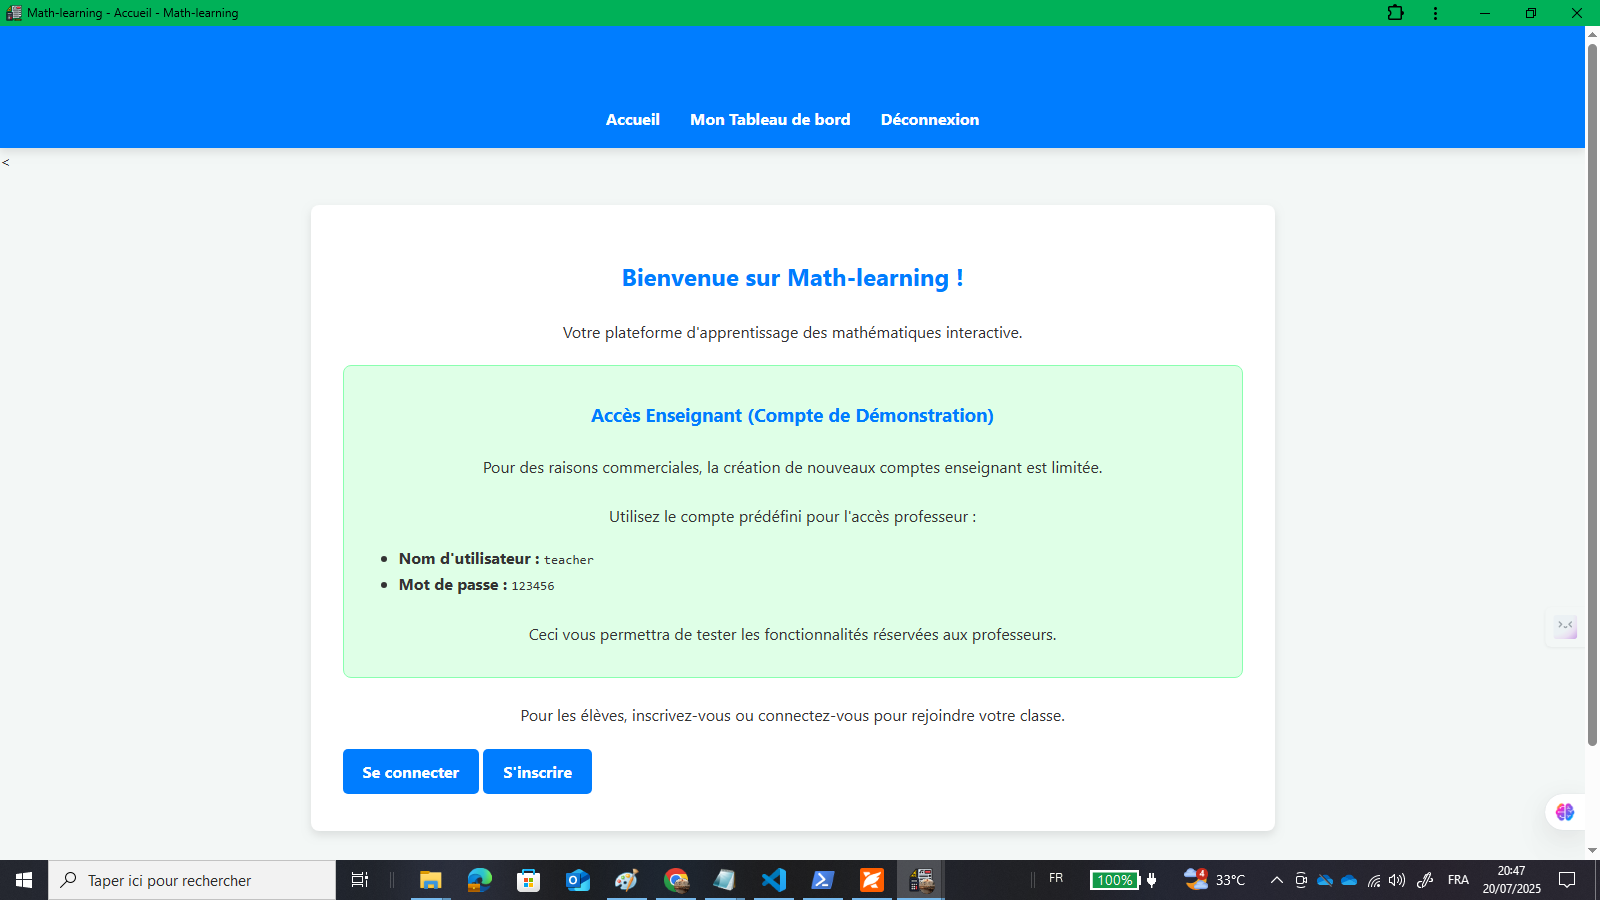 Math-learning - Accueil - Math-learning
Accueil Mon Tableau de bord Déconnexion
<
Bienvenue sur Math-learning !
Votre plateforme d'apprentissage des mathématiques interactive.
Accès Enseignant (Compte de Démonstration)
Pour des raisons commerciales, la création de nouveaux comptes enseignant est limitée.
Utilisez le compte prédéfini pour l'accès professeur :
• Nom d'utilisateur : teacher
• Mot de passe : 123456
Ceci vous permettra de tester les fonctionnalités réservées aux professeurs.
Pour les élèves, inscrivez-vous ou connectez-vous pour rejoindre votre classe.
Se connecter S'inscrire
Taper ici pour rechercher
FR
100%
4
33°C
FRA
20:47
20/07/2025